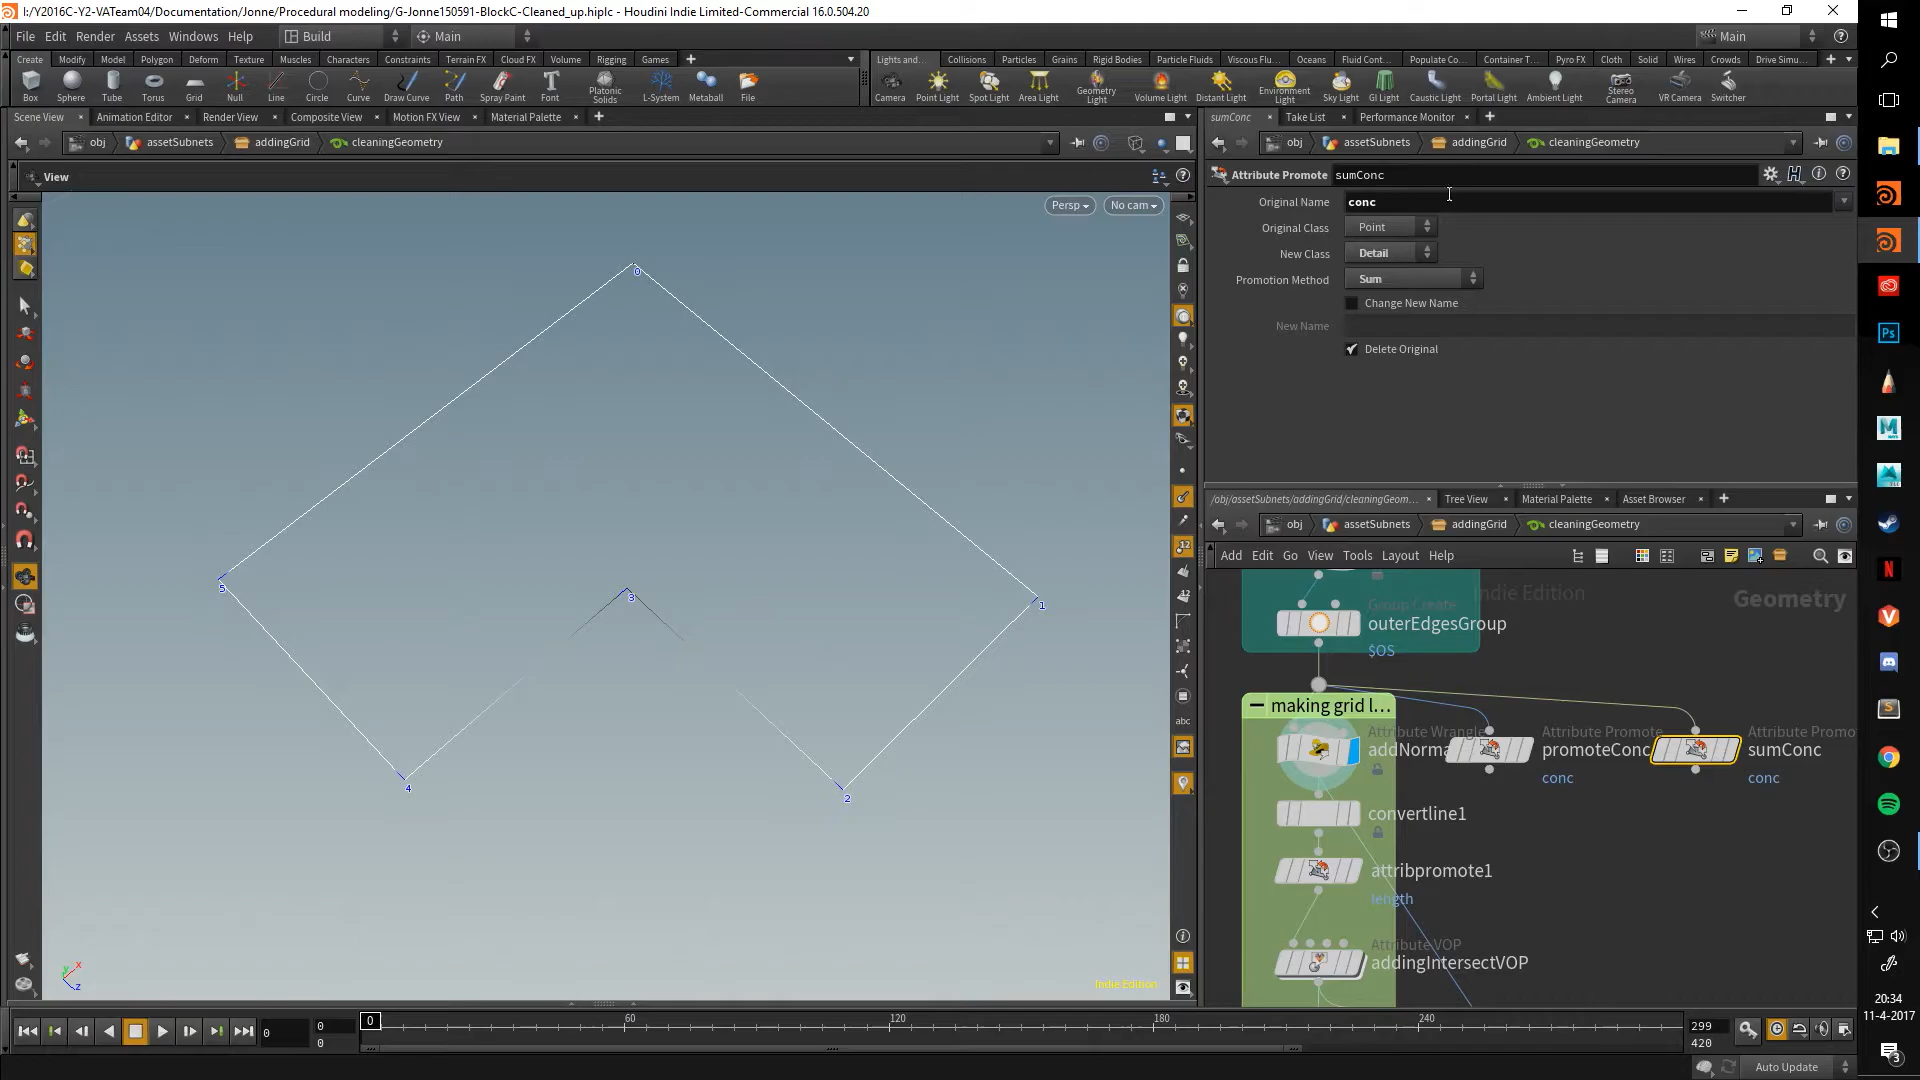 I:/Y2016C-Y2-VATeam04/Documentation/Jonne/Procedural modeling/G-Jonne150591-BlockC-Cleaned_up.hiplc - Houdini Indie Limited-Commercial 16.0.504.20
File Edit Render Assets Windows Help Build Main Main
Create Modify Model Polygon Deform Texture Muscles Characters Constraints Terrain FX Cloud FX Volume Rigging Games
Lights and... Collisions Particles Grains Rigid Bodies Particle Fluids Viscous Flu... Oceans Fluid Cont... Populate Co... Container T... Pyro FX Cloth Solid Wires Crowds Drive Simu...
Box Sphere Tube Torus Grid Null Line Circle Curve Draw Curve Path Spray Paint Font Platonic Solids L-System Metaball File
Camera Point Light Spot Light Area Light Geometry Light Volume Light Distant Light Environment Light Sky Light GI Light Caustic Light Portal Light Ambient Light Stereo Camera VR Camera Switcher
Scene View Animation Editor Render View Composite View Motion FX View Material Palette
sumConc Take List Performance Monitor
obj assetSubnets addingGrid cleaningGeometry
obj assetSubnets addingGrid cleaningGeometry
View
Persp No cam
Attribute Promote sumConc
Original Name conc
Original Class Point
New Class Detail
Promotion Method Sum
Change New Name
New Name
Delete Original
0
5
3
1
4
2
Indie Edition
/obj/assetSubnets/addingGrid/cleaningGeom... Tree View Material Palette Asset Browser
obj assetSubnets addingGrid cleaningGeometry
Add Edit Go View Tools Layout Help
Indie Edition
Geometry
Group Create
outerEdgesGroup
$OS
making grid l...
Attribute Wrangle
addNorma
Attribute Promote
promoteConc
conc
Attribute Promo
sumConc
conc
convertline1
attribpromote1
length
Attribute VOP
addingIntersectVOP
abc
x
y
z
0
0
0
0
60
120
180
240
299
420
Auto Update
20:34
11-4-2017
3